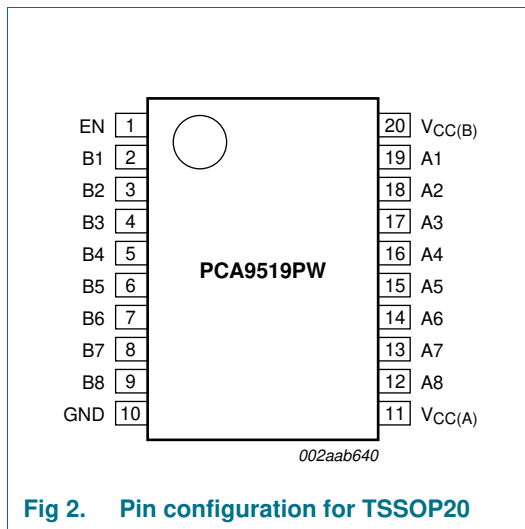 EN 1 20 VCC(B)
B1 2 19 A1
B2 3 18 A2
B3 4 17 A3
B4 5 16 A4
PCA9519PW
B5 6 15 A5
B6 7 14 A6
B7 8 13 A7
B8 9 12 A8
GND 10 11 VCC(A)
002aab640
Fig 2. Pin configuration for TSSOP20